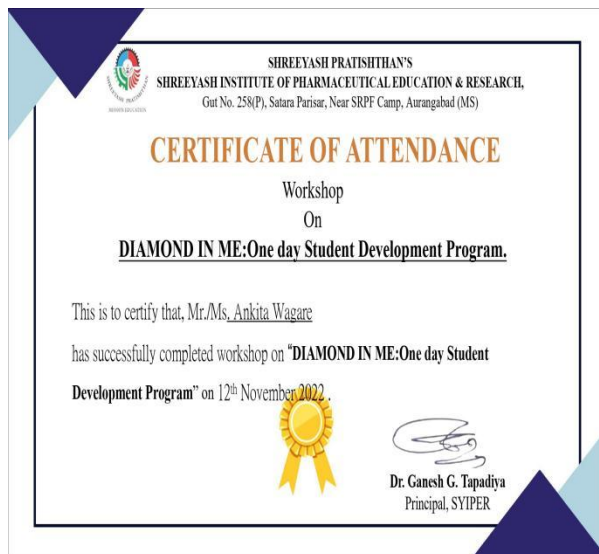 SHREEYASH PRATISHTHAN'S
SHREEYASH INSTITUTE OF PHARMACEUTICAL EDUCATION & RESEARCH,
Gut No. 258(P), Satara Parisar, Near SRPF Camp, Aurangabad (MS)
MISSION EDUCATION
CERTIFICATE OF ATTENDANCE
Workshop
On
DIAMOND IN ME:One day Student Development Program.
This is to certify that, Mr./Ms. Ankita Wagare
has successfully completed workshop on "DIAMOND IN ME:One day Student
Development Program" on 12th November 2022 .
Dr. Ganesh G. Tapadiya
Principal, SYIPER